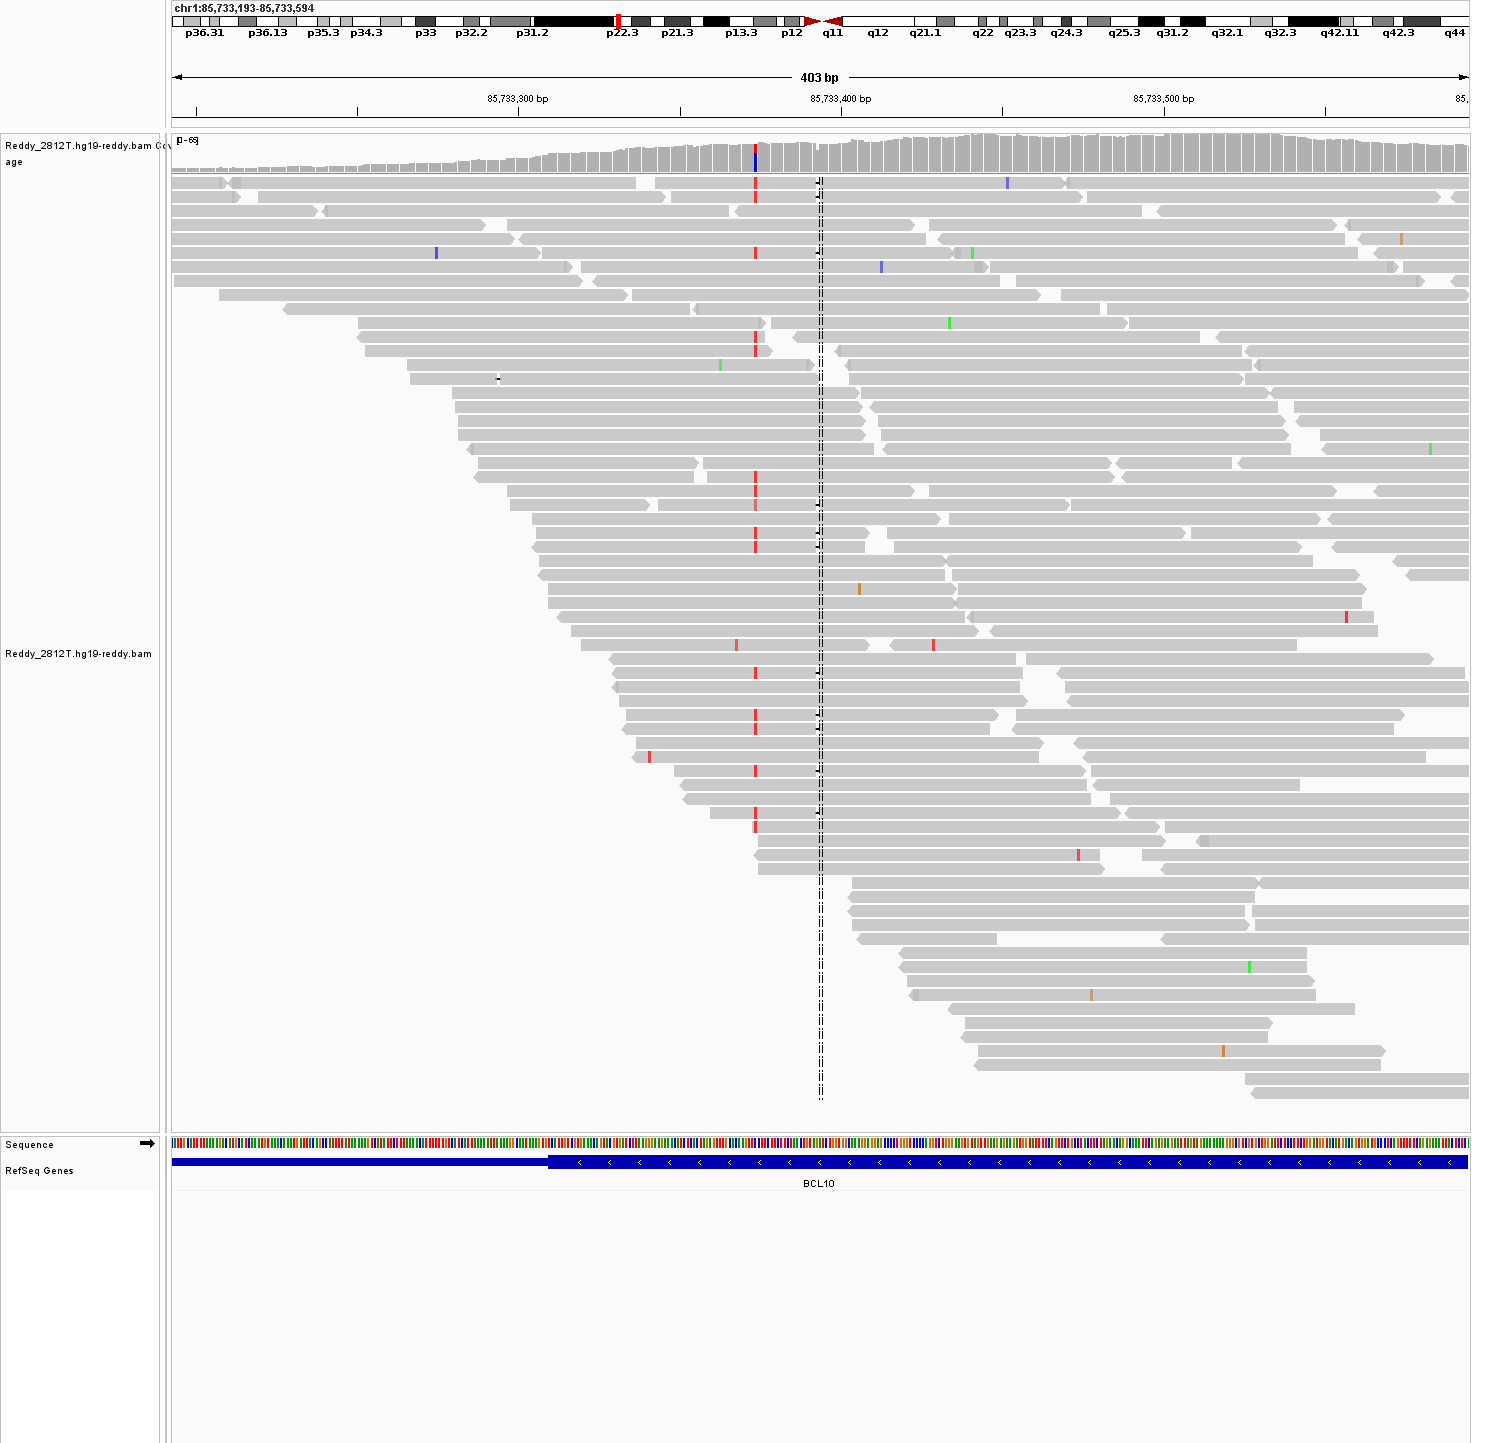 chr1:85,733,193-85,733,594
p36.31 p36.13 p35.3 p34.3 p33 p32.2 p31.2 p22.3 p21.3 p13.3 p12 q11 q12 q21.1 q22 q23.3 q24.3 q25.3 q31.2 q32.1 q32.3 q42.11 q42.3 q44
403 bp
85,733,300 bp 85,733,400 bp 85,733,500 bp 85,
Reddy_2812T.hg19-reddy.bam Cov
age
[0-69]
Reddy_2812T.hg19-reddy.bam
Sequence
RefSeq Genes
BCL10